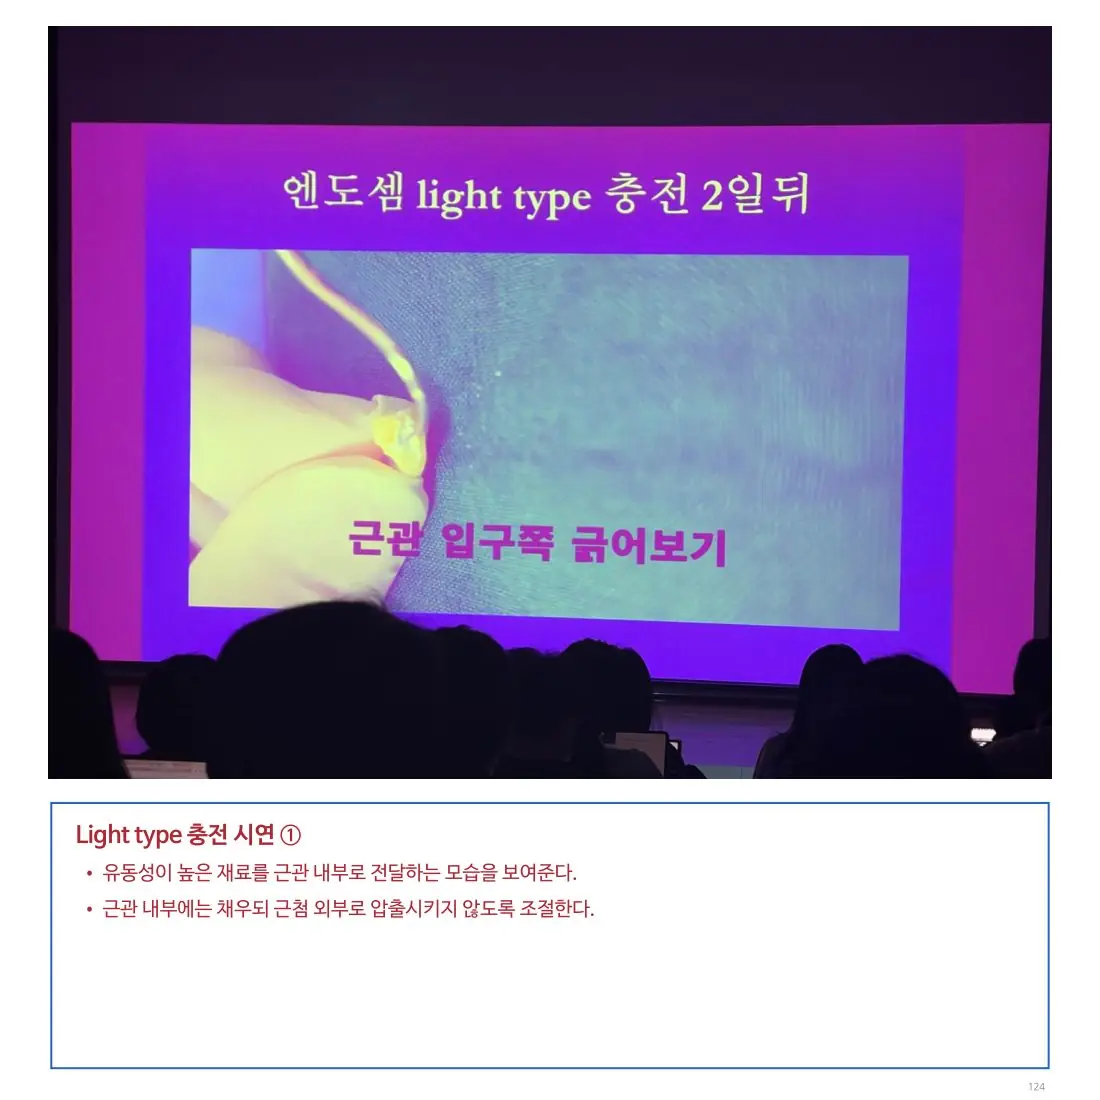 엔도셈 light type 충전 2일뒤
근관 입구쪽 긁어보기
Light type 충전 시연 ①
• 유동성이 높은 재료를 근관 내부로 전달하는 모습을 보여준다.
• 근관 내부에는 채우되 근첨 외부로 압출시키지 않도록 조절한다.
124